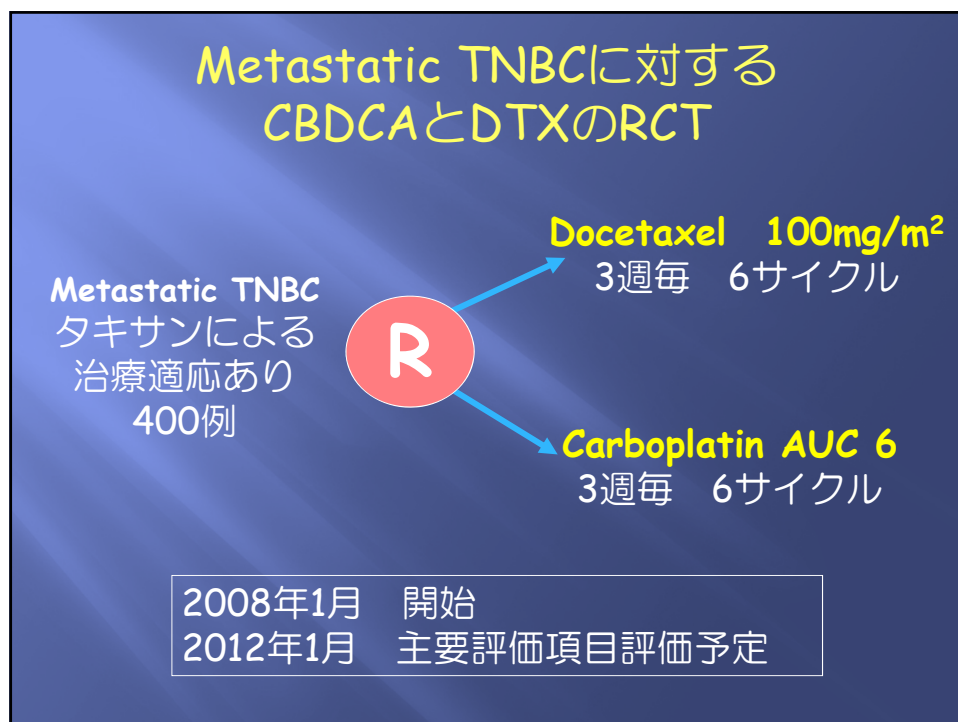 Metastatic TNBCに対する
CBDCAとDTXのRCT
Metastatic TNBC
タキサンによる
治療適応あり
400例
R
Docetaxel　100mg/m²
3週毎　6サイクル
Carboplatin AUC 6
3週毎　6サイクル
2008年1月　開始
2012年1月　主要評価項目評価予定